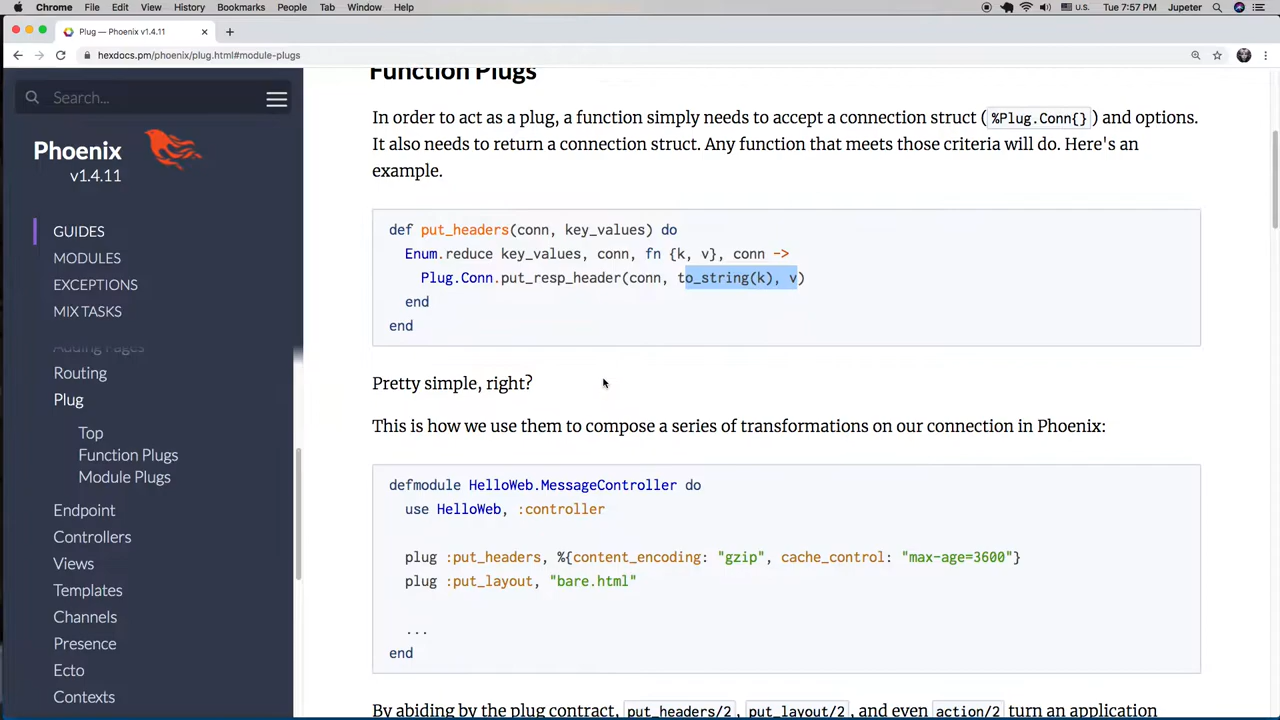 Chrome File Edit View History Bookmarks People Tab Window Help U.S. Tue 7:57 PM Jupeter
Plug — Phoenix v1.4.11
hexdocs.pm/phoenix/plug.html#module-plugs
Search...
Phoenix
v1.4.11
GUIDES
MODULES
EXCEPTIONS
MIX TASKS
Adding Pages
Routing
Plug
Top
Function Plugs
Module Plugs
Endpoint
Controllers
Views
Templates
Channels
Presence
Ecto
Contexts
Function Plugs
In order to act as a plug, a function simply needs to accept a connection struct (%Plug.Conn{}) and options.
It also needs to return a connection struct. Any function that meets those criteria will do. Here's an
example.
def put_headers(conn, key_values) do
  Enum.reduce key_values, conn, fn {k, v}, conn ->
    Plug.Conn.put_resp_header(conn, to_string(k), v)
  end
end
Pretty simple, right?
This is how we use them to compose a series of transformations on our connection in Phoenix:
defmodule HelloWeb.MessageController do
  use HelloWeb, :controller
  plug :put_headers, %{content_encoding: "gzip", cache_control: "max-age=3600"}
  plug :put_layout, "bare.html"
  ...
end
By abiding by the plug contract, put_headers/2, put_layout/2, and even action/2 turn an application